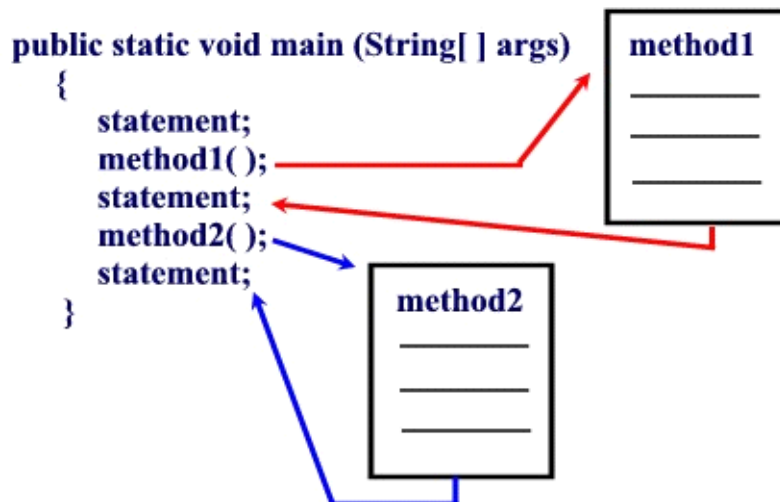 public static void main (String[ ] args)
{
statement;
method1( );
statement;
method2( );
statement;
}
method1
method2